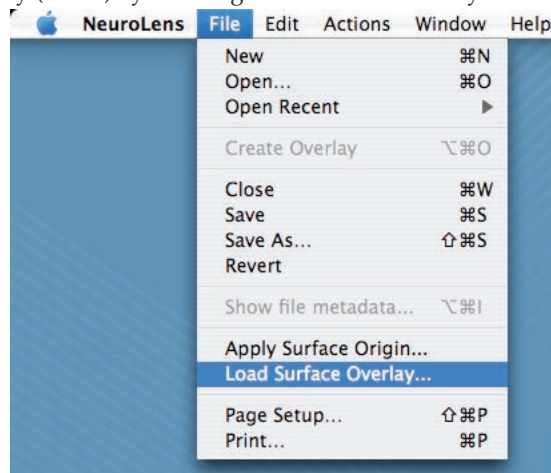 NeuroLens File Edit Actions Window Help
New ⌘N
Open... ⌘O
Open Recent ▶
Create Overlay ⌥⌘O
Close ⌘W
Save ⌘S
Save As... ⇧⌘S
Revert
Show file metadata... ⌥⌘I
Apply Surface Origin...
Load Surface Overlay...
Page Setup... ⇧⌘P
Print... ⌘P